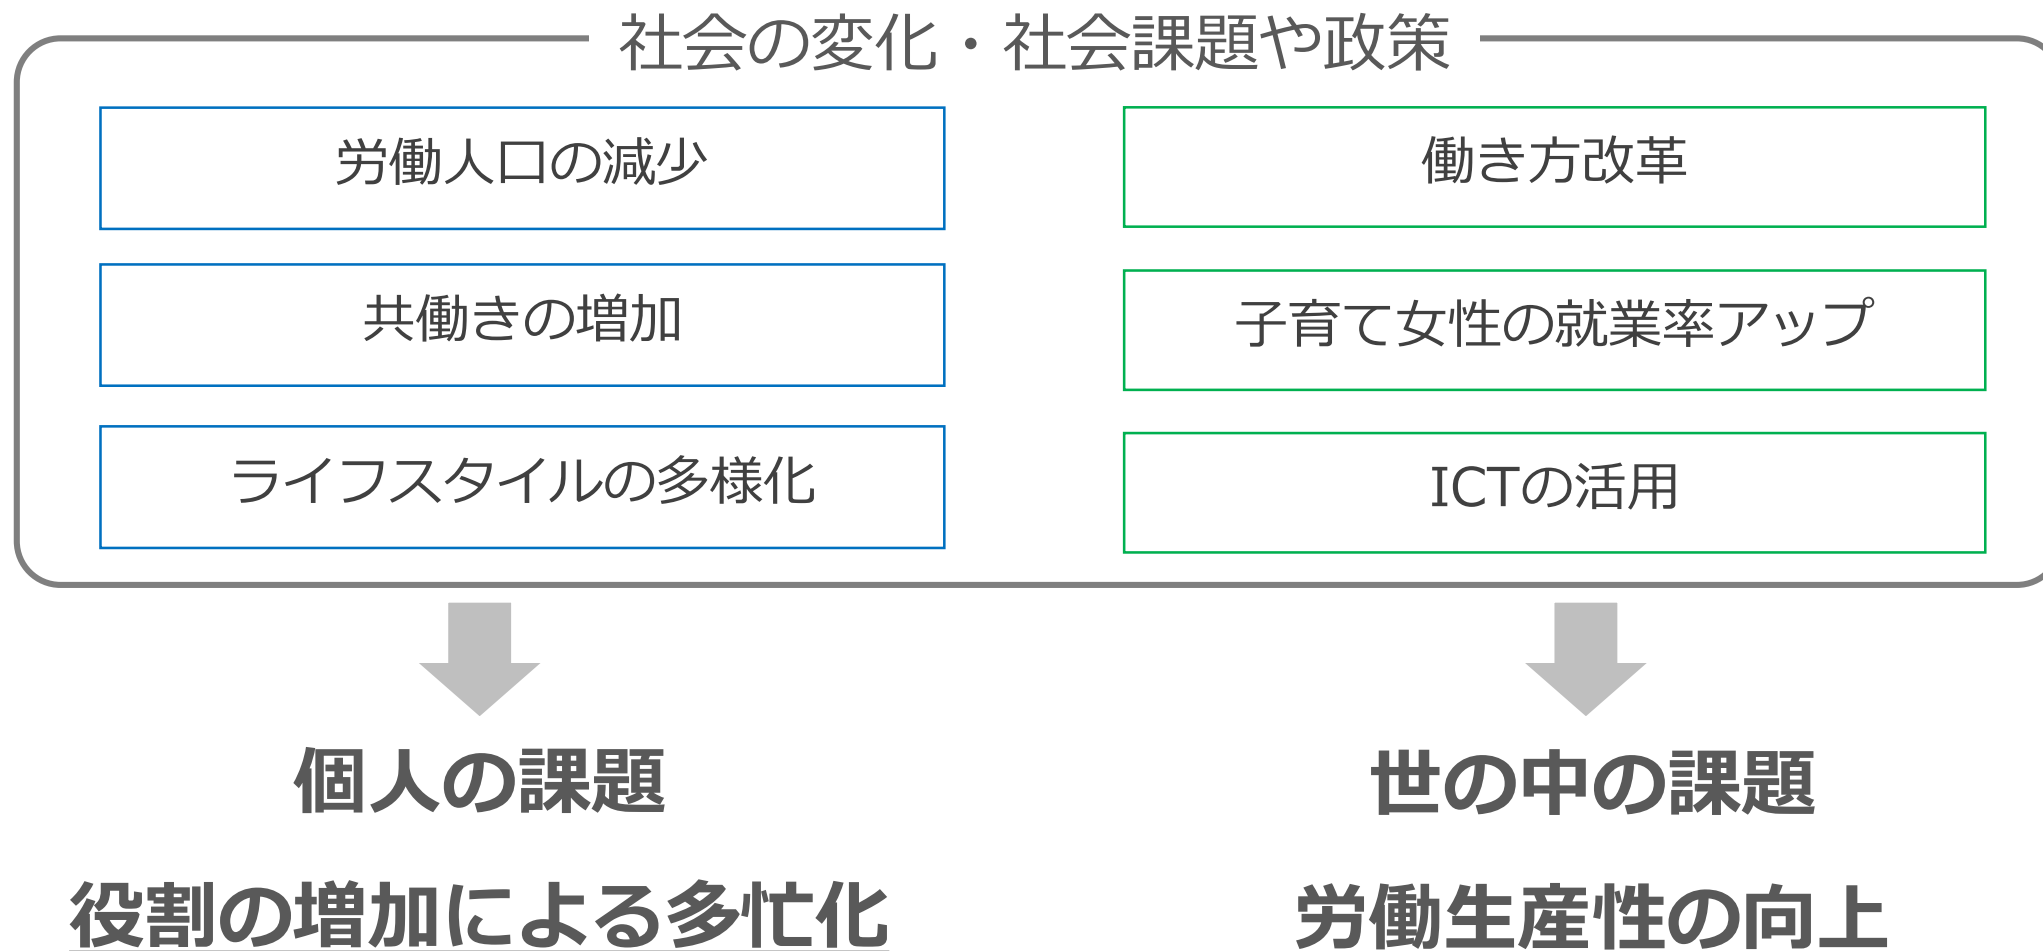 社会の変化・社会課題や政策
労働人口の減少
共働きの増加
ライフスタイルの多様化
働き方改革
子育て女性の就業率アップ
ICTの活用
個人の課題
役割の増加による多忙化
世の中の課題
労働生産性の向上